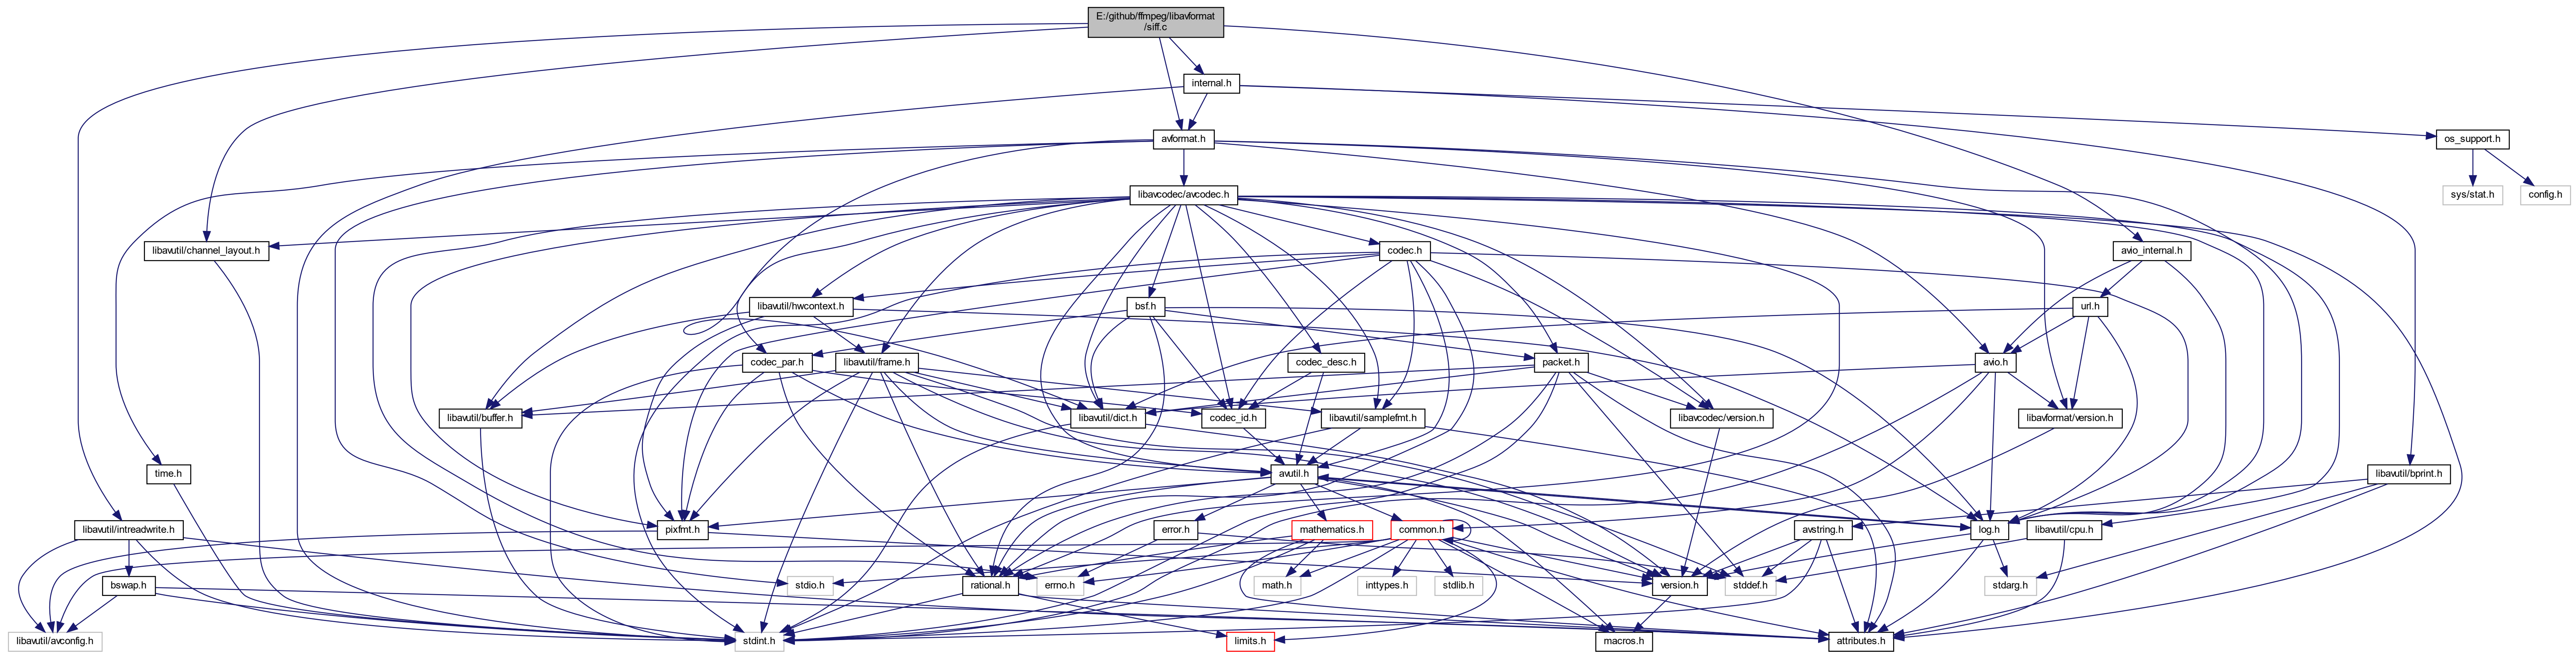 E:/github/ffmpeg/libavformat
/siff.c
internal.h
avformat.h
os_support.h
libavcodec/avcodec.h
sys/stat.h
config.h
libavutil/channel_layout.h
codec.h
avio_internal.h
libavutil/hwcontext.h
bsf.h
url.h
codec_par.h
libavutil/frame.h
codec_desc.h
packet.h
avio.h
libavutil/buffer.h
libavutil/dict.h
codec_id.h
libavutil/samplefmt.h
libavcodec/version.h
libavformat/version.h
time.h
avutil.h
libavutil/bprint.h
libavutil/intreadwrite.h
pixfmt.h
error.h
mathematics.h
common.h
avstring.h
log.h
libavutil/cpu.h
bswap.h
stdio.h
rational.h
errno.h
math.h
inttypes.h
stdlib.h
version.h
stddef.h
stdarg.h
libavutil/avconfig.h
stdint.h
limits.h
macros.h
attributes.h